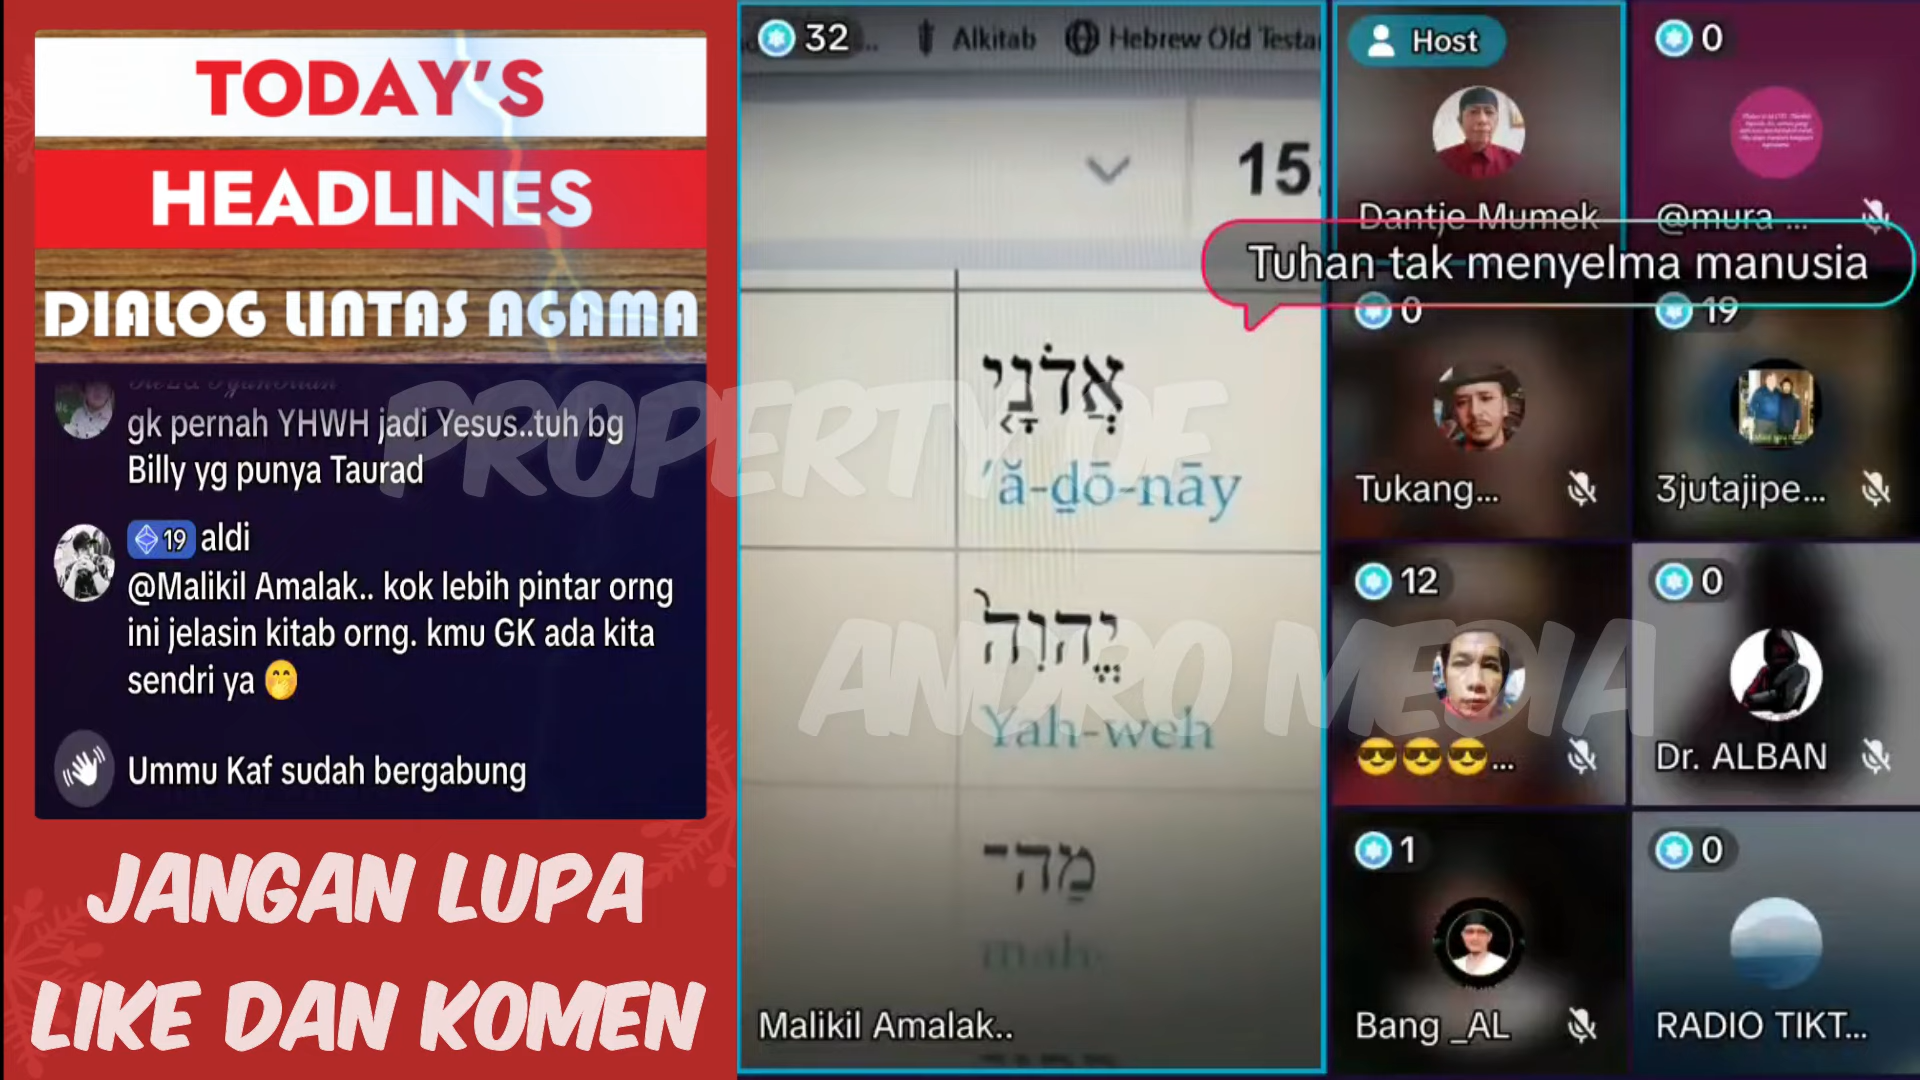 TODAY'S
HEADLINES
DIALOG LINTAS AGAMA
gk pernah YHWH jadi Yesus..tuh bg
Billy yg punya Taurad
19 aldi
@Malikil Amalak.. kok lebih pintar orng
ini jelasin kitab orng. kmu GK ada kita
sendri ya 🤭
Ummu Kaf sudah bergabung
JANGAN LUPA
LIKE DAN KOMEN
32
Alkitab
Hebrew Old Testa
15:
אֲדֹנָ֤י
’ă-ḏō-nāy
יֱהוִה֙
Yah-weh
מַה־
mah-
Malikil Amalak..
PROPERTY OF
ANDRO MEDIA
Host
Dantje Mumek
0
@mura ...
Tuhan tak menyelma manusia
0
Tukang...
19
3jutajipe...
12
😎😎😎...
0
Dr. ALBAN
1
Bang _AL
0
RADIO TIKT...